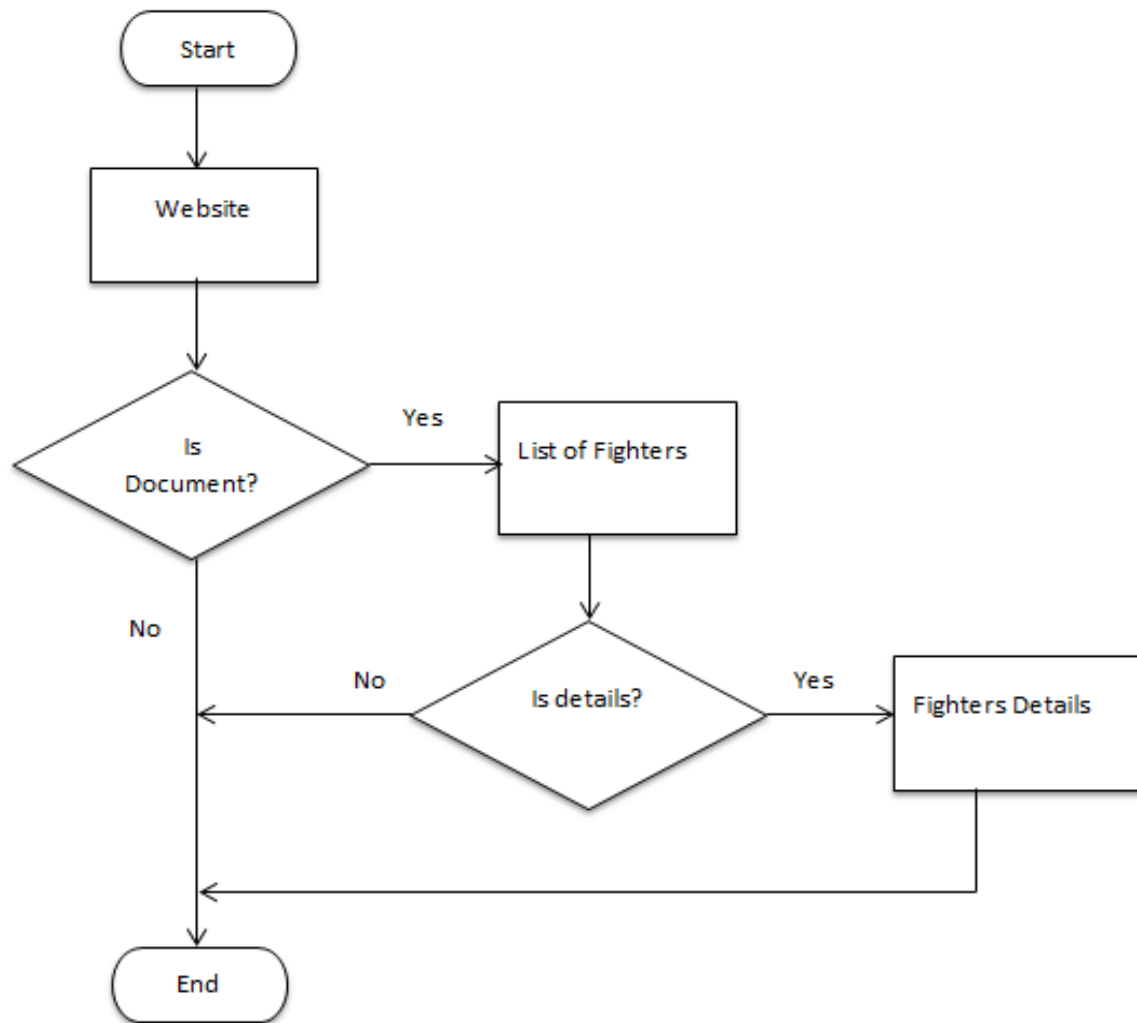 Start
Website
Yes
Is
Document?
List of Fighters
No
No
Is details?
Yes
Fighters Details
End